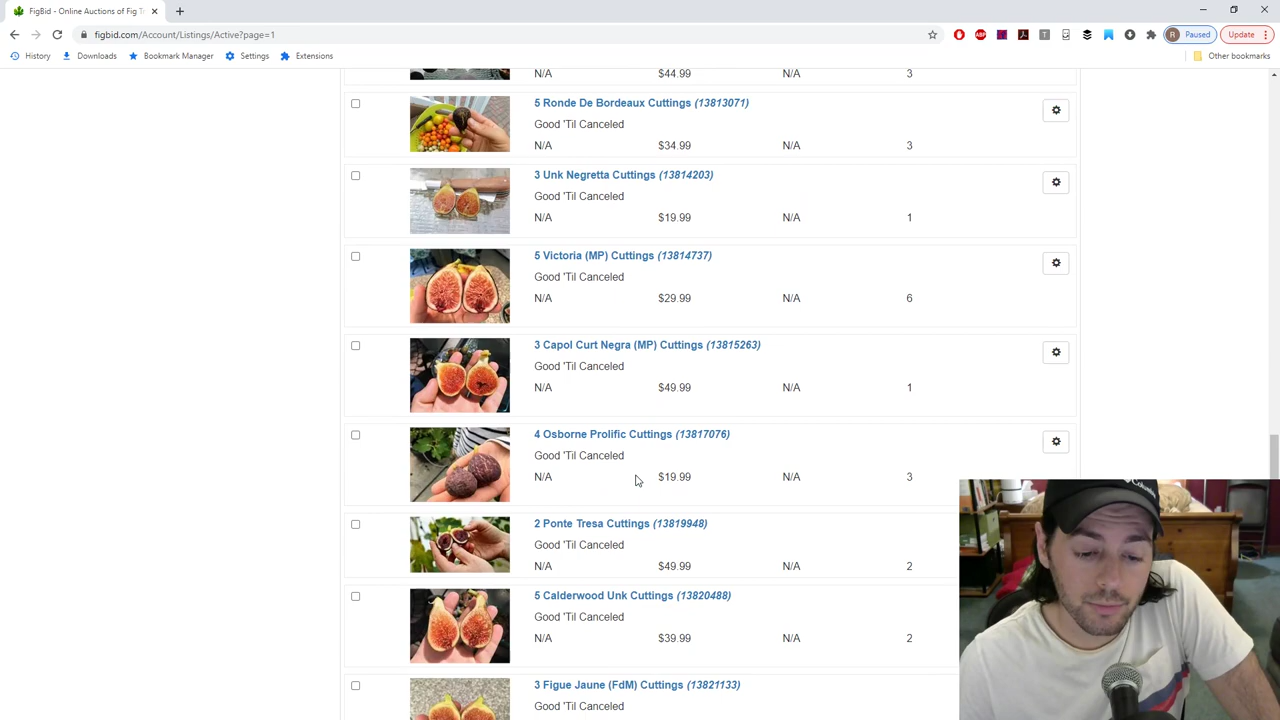 FigBid - Online Auctions of Fig T
figbid.com/Account/Listings/Active?page=1
ABP
T
R
Paused
Update
History
Downloads
Bookmark Manager
Settings
Extensions
Other bookmarks
N/A $44.99 N/A 3
5 Ronde De Bordeaux Cuttings (13813071)
Good 'Til Canceled
N/A $34.99 N/A 3
3 Unk Negretta Cuttings (13814203)
Good 'Til Canceled
N/A $19.99 N/A 1
5 Victoria (MP) Cuttings (13814737)
Good 'Til Canceled
N/A $29.99 N/A 6
3 Capol Curt Negra (MP) Cuttings (13815263)
Good 'Til Canceled
N/A $49.99 N/A 1
4 Osborne Prolific Cuttings (13817076)
Good 'Til Canceled
N/A $19.99 N/A 3
2 Ponte Tresa Cuttings (13819948)
Good 'Til Canceled
N/A $49.99 N/A 2
5 Calderwood Unk Cuttings (13820488)
Good 'Til Canceled
N/A $39.99 N/A 2
3 Figue Jaune (FdM) Cuttings (13821133)
Good 'Til Canceled